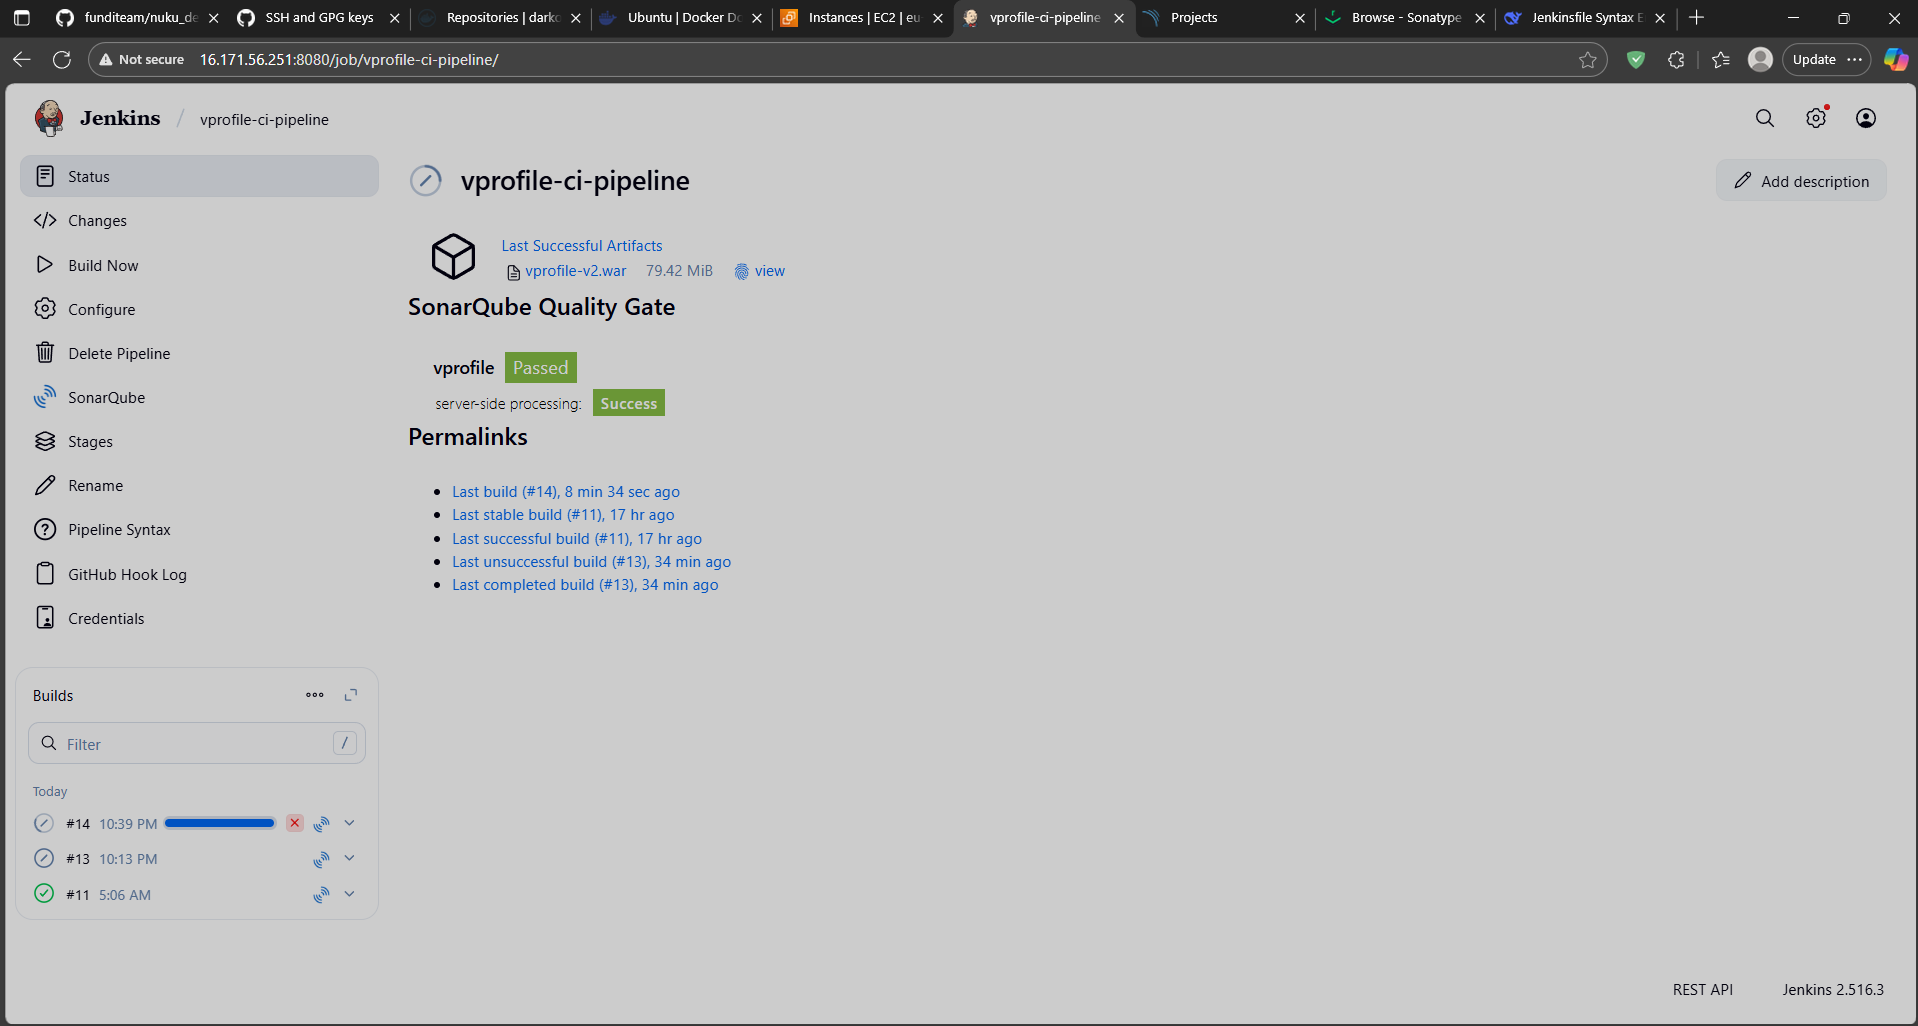 funditeam/nuku_de
SSH and GPG keys
Repositories | darko
Ubuntu | Docker Do
Instances | EC2 | eu
vprofile-ci-pipeline
Projects
Browse - Sonatype
Jenkinsfile Syntax E
Not secure 16.171.56.251:8080/job/vprofile-ci-pipeline/
Update
Jenkins / vprofile-ci-pipeline
Status
Changes
Build Now
Configure
Delete Pipeline
SonarQube
Stages
Rename
Pipeline Syntax
GitHub Hook Log
Credentials
Builds
Filter /
Today
#14 10:39 PM
#13 10:13 PM
#11 5:06 AM
vprofile-ci-pipeline
Add description
Last Successful Artifacts
vprofile-v2.war 79.42 MiB view
SonarQube Quality Gate
vprofile Passed
server-side processing: Success
Permalinks
Last build (#14), 8 min 34 sec ago
Last stable build (#11), 17 hr ago
Last successful build (#11), 17 hr ago
Last unsuccessful build (#13), 34 min ago
Last completed build (#13), 34 min ago
REST API
Jenkins 2.516.3